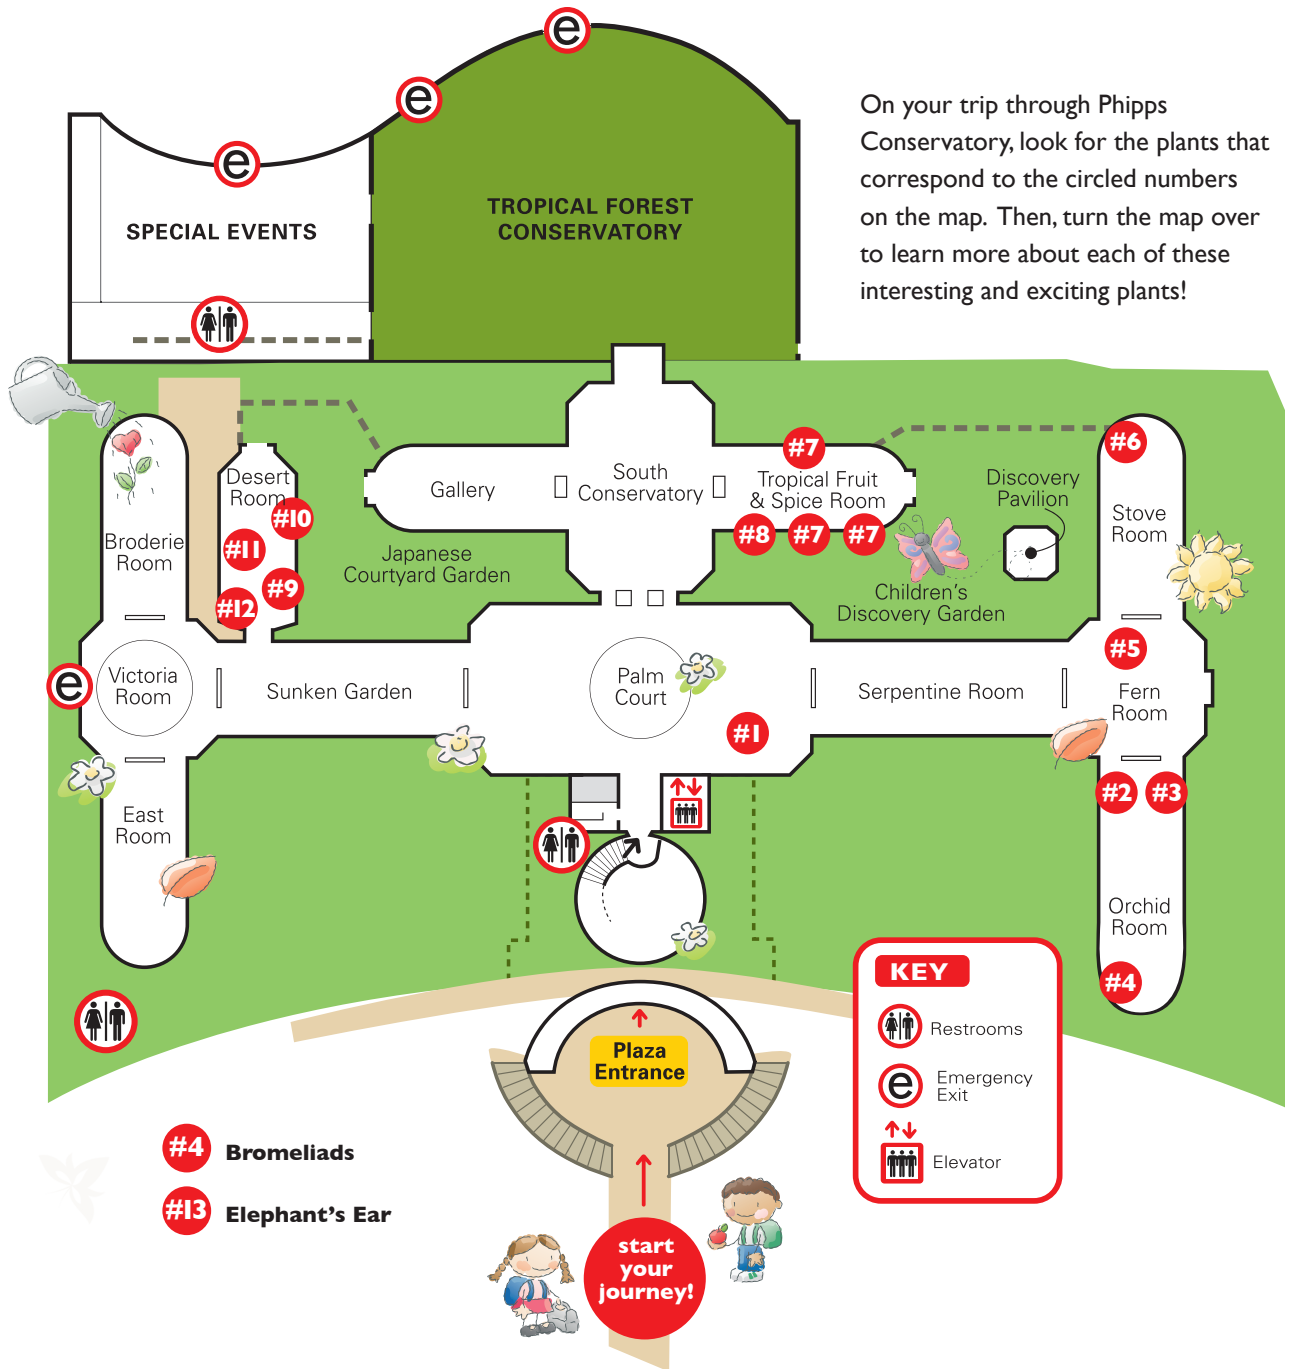 e
e
e
On your trip through Phipps
Conservatory, look for the plants that
correspond to the circled numbers
on the map. Then, turn the map over
to learn more about each of these
interesting and exciting plants!
SPECIAL EVENTS
TROPICAL FOREST
CONSERVATORY
#6
#7
Desert
Room
Gallery
South
Conservatory
Tropical Fruit
& Spice Room
Discovery
Pavilion
Stove
Room
#10
#8
#7
#7
Broderie
Room
#11
Japanese
Courtyard Garden
#9
#12
Children's
Discovery Garden
#5
e
Victoria
Room
Sunken Garden
Palm
Court
Serpentine Room
Fern
Room
#1
#2
#3
East
Room
Orchid
Room
#4
KEY
Restrooms
e
Emergency
Exit
Elevator
Plaza
Entrance
#4 Bromeliads
#13 Elephant's Ear
start
your
journey!